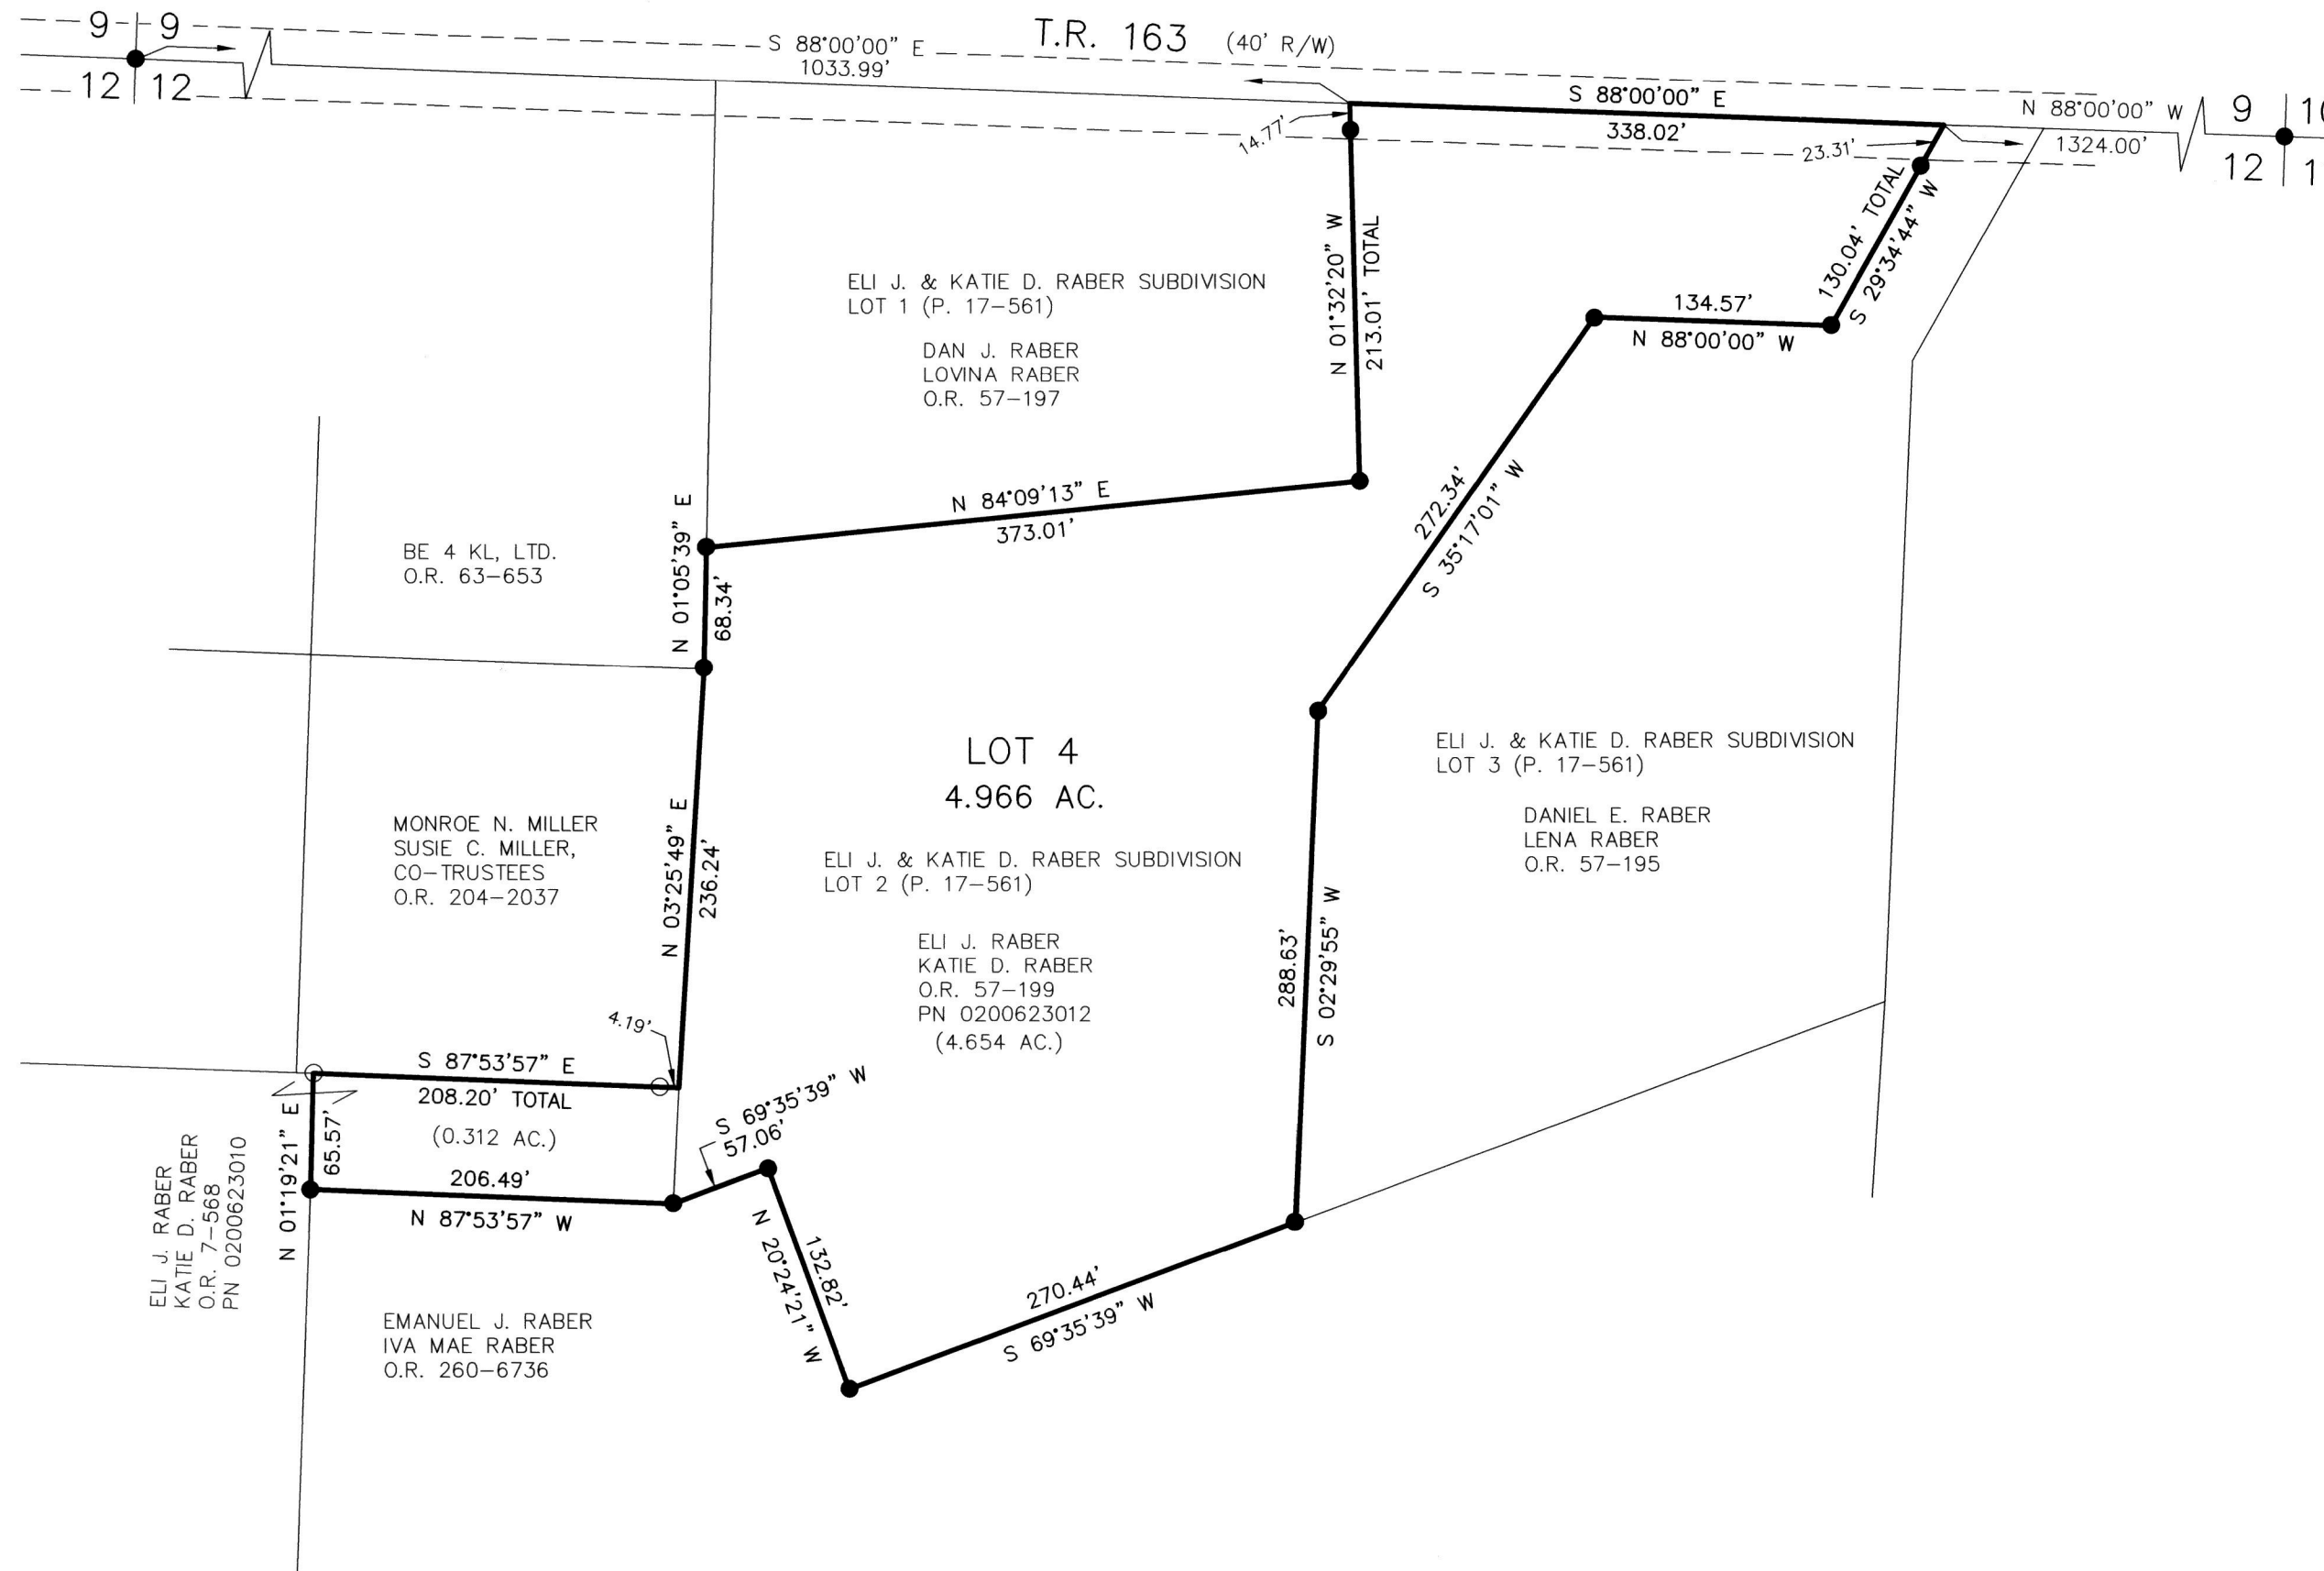 9 9
12 12
S 88°00'00" E
1033.99'
T.R. 163 (40' R/W)
S 88°00'00" E
338.02'
14.77'
23.31'
N 88°00'00" W
1324.00'
9
12
130.04' TOTAL
S 29°34'44" W
134.57'
N 88°00'00" W
N 01°32'20" W
213.01' TOTAL
ELI J. & KATIE D. RABER SUBDIVISION
LOT 1 (P. 17-561)
DAN J. RABER
LOVINA RABER
O.R. 57-197
N 84°09'13" E
373.01'
272.34'
S 35°17'01" W
BE 4 KL, LTD.
O.R. 63-653
N 01°05'39" E
68.34'
LOT 4
4.966 AC.
ELI J. & KATIE D. RABER SUBDIVISION
LOT 2 (P. 17-561)
ELI J. RABER
KATIE D. RABER
O.R. 57-199
PN 0200623012
(4.654 AC.)
ELI J. & KATIE D. RABER SUBDIVISION
LOT 3 (P. 17-561)
DANIEL E. RABER
LENA RABER
O.R. 57-195
MONROE N. MILLER
SUSIE C. MILLER,
CO-TRUSTEES
O.R. 204-2037
N 03°25'49" E
236.24'
288.63'
S 02°29'55" W
4.19'
S 87°53'57" E
208.20' TOTAL
(0.312 AC.)
206.49'
N 87°53'57" W
N 01°19'21" E
65.57'
S 69°35'39" W
57.06'
N 20°24'21" W
132.82'
270.44'
S 69°35'39" W
ELI J. RABER
KATIE D. RABER
O.R. 7-568
PN 0200623010
EMANUEL J. RABER
IVA MAE RABER
O.R. 260-6736